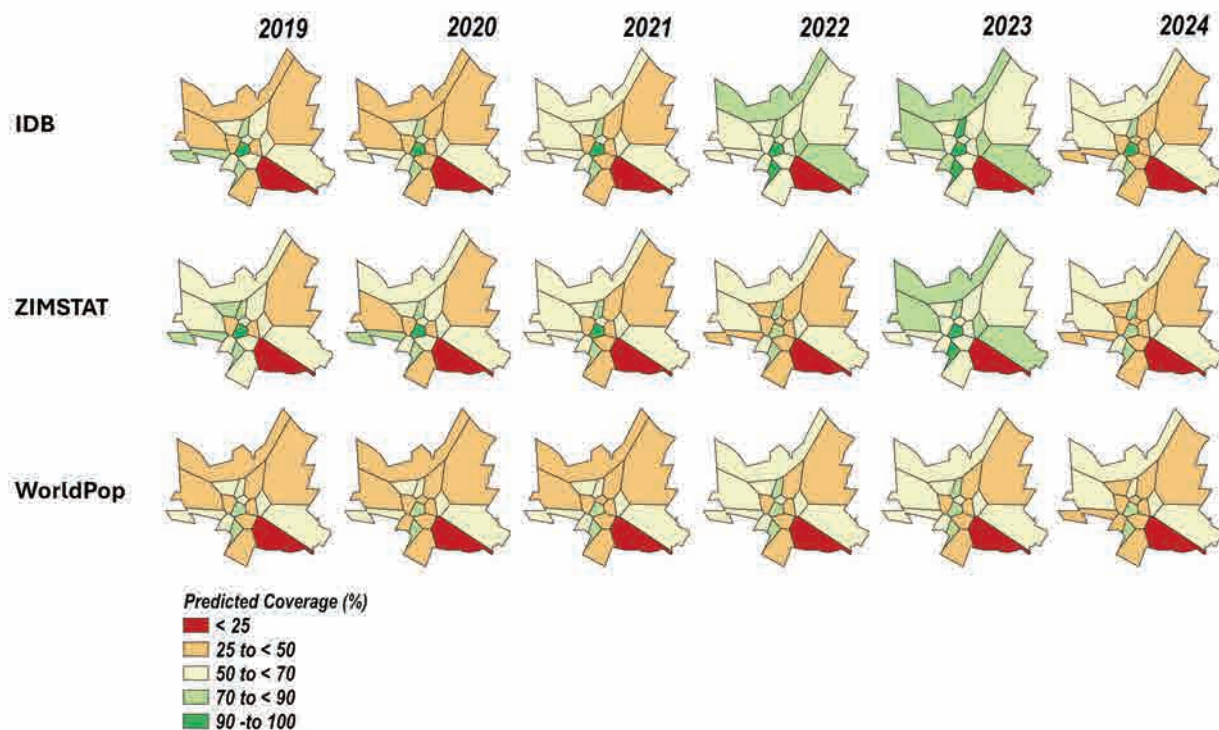 2019 2020 2021 2022 2023 2024
IDB
ZIMSTAT
WorldPop
Predicted Coverage (%)
< 25
25 to < 50
50 to < 70
70 to < 90
90 -to 100